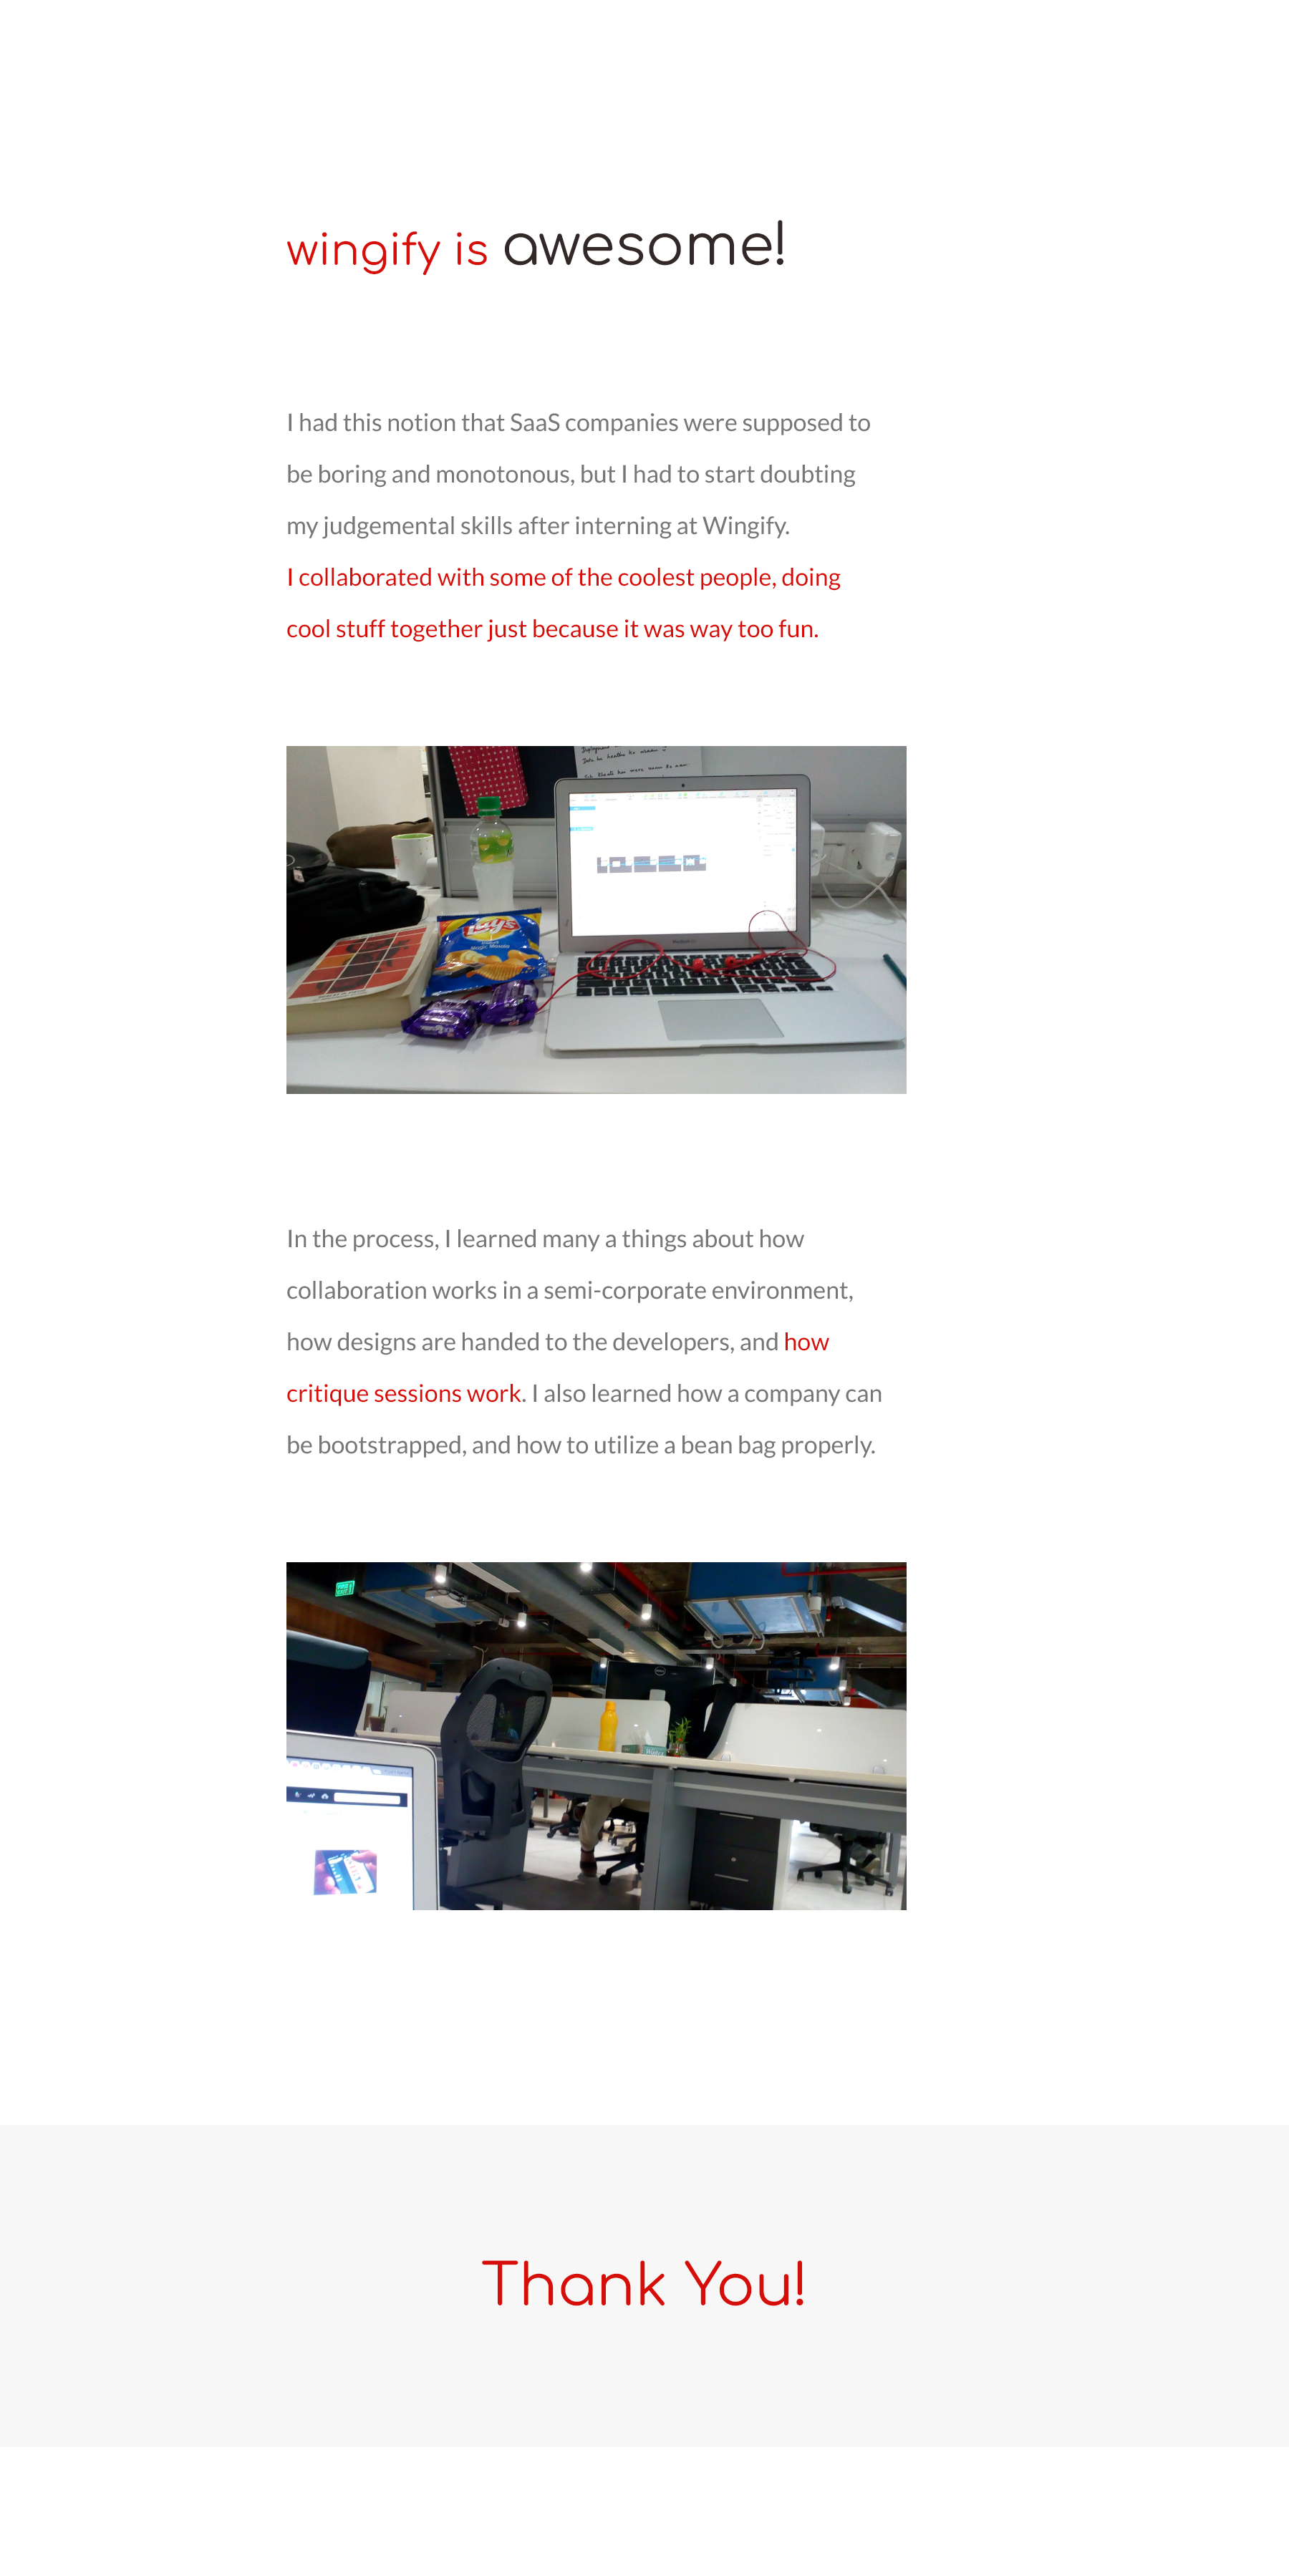 wingify is awesome!
I had this notion that SaaS companies were supposed to
be boring and monotonous, but I had to start doubting
my judgemental skills after interning at Wingify.
I collaborated with some of the coolest people, doing
cool stuff together just because it was way too fun.
Lay's
Magic Masala
In the process, I learned many a things about how
collaboration works in a semi-corporate environment,
how designs are handed to the developers, and how
critique sessions work. I also learned how a company can
be bootstrapped, and how to utilize a bean bag properly.
DELL
Thank You!